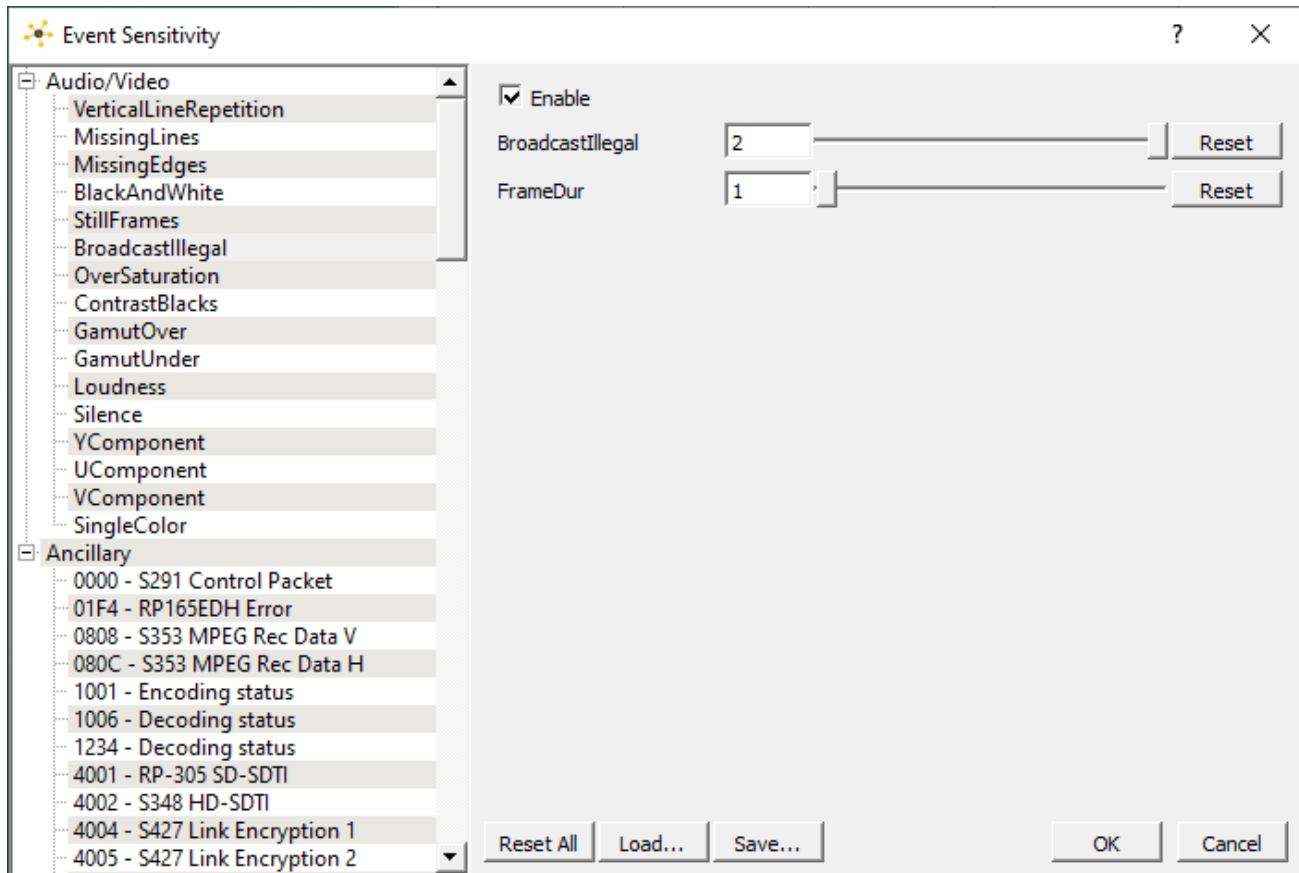 Event Sensitivity
?
Audio/Video
VerticalLineRepetition
MissingLines
MissingEdges
BlackAndWhite
StillFrames
BroadcastIllegal
OverSaturation
ContrastBlacks
GamutOver
GamutUnder
Loudness
Silence
YComponent
UComponent
VComponent
SingleColor
Ancillary
0000 - S291 Control Packet
01F4 - RP165EDH Error
0808 - S353 MPEG Rec Data V
080C - S353 MPEG Rec Data H
1001 - Encoding status
1006 - Decoding status
1234 - Decoding status
4001 - RP-305 SD-SDTI
4002 - S348 HD-SDTI
4004 - S427 Link Encryption 1
4005 - S427 Link Encryption 2
Enable
BroadcastIllegal 2 Reset
FrameDur 1 Reset
Reset All Load... Save... OK Cancel